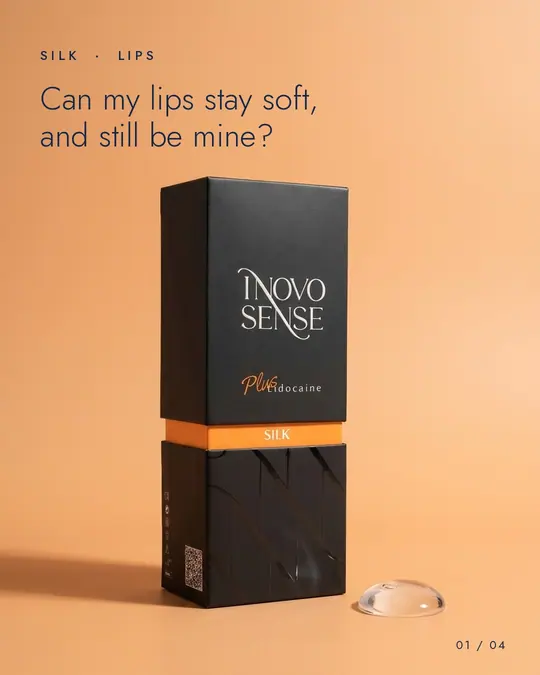 SILK · LIPS
Can my lips stay soft,
and still be mine?
INOVO
SENSE
Plus Lidocaine
SILK
01 / 04